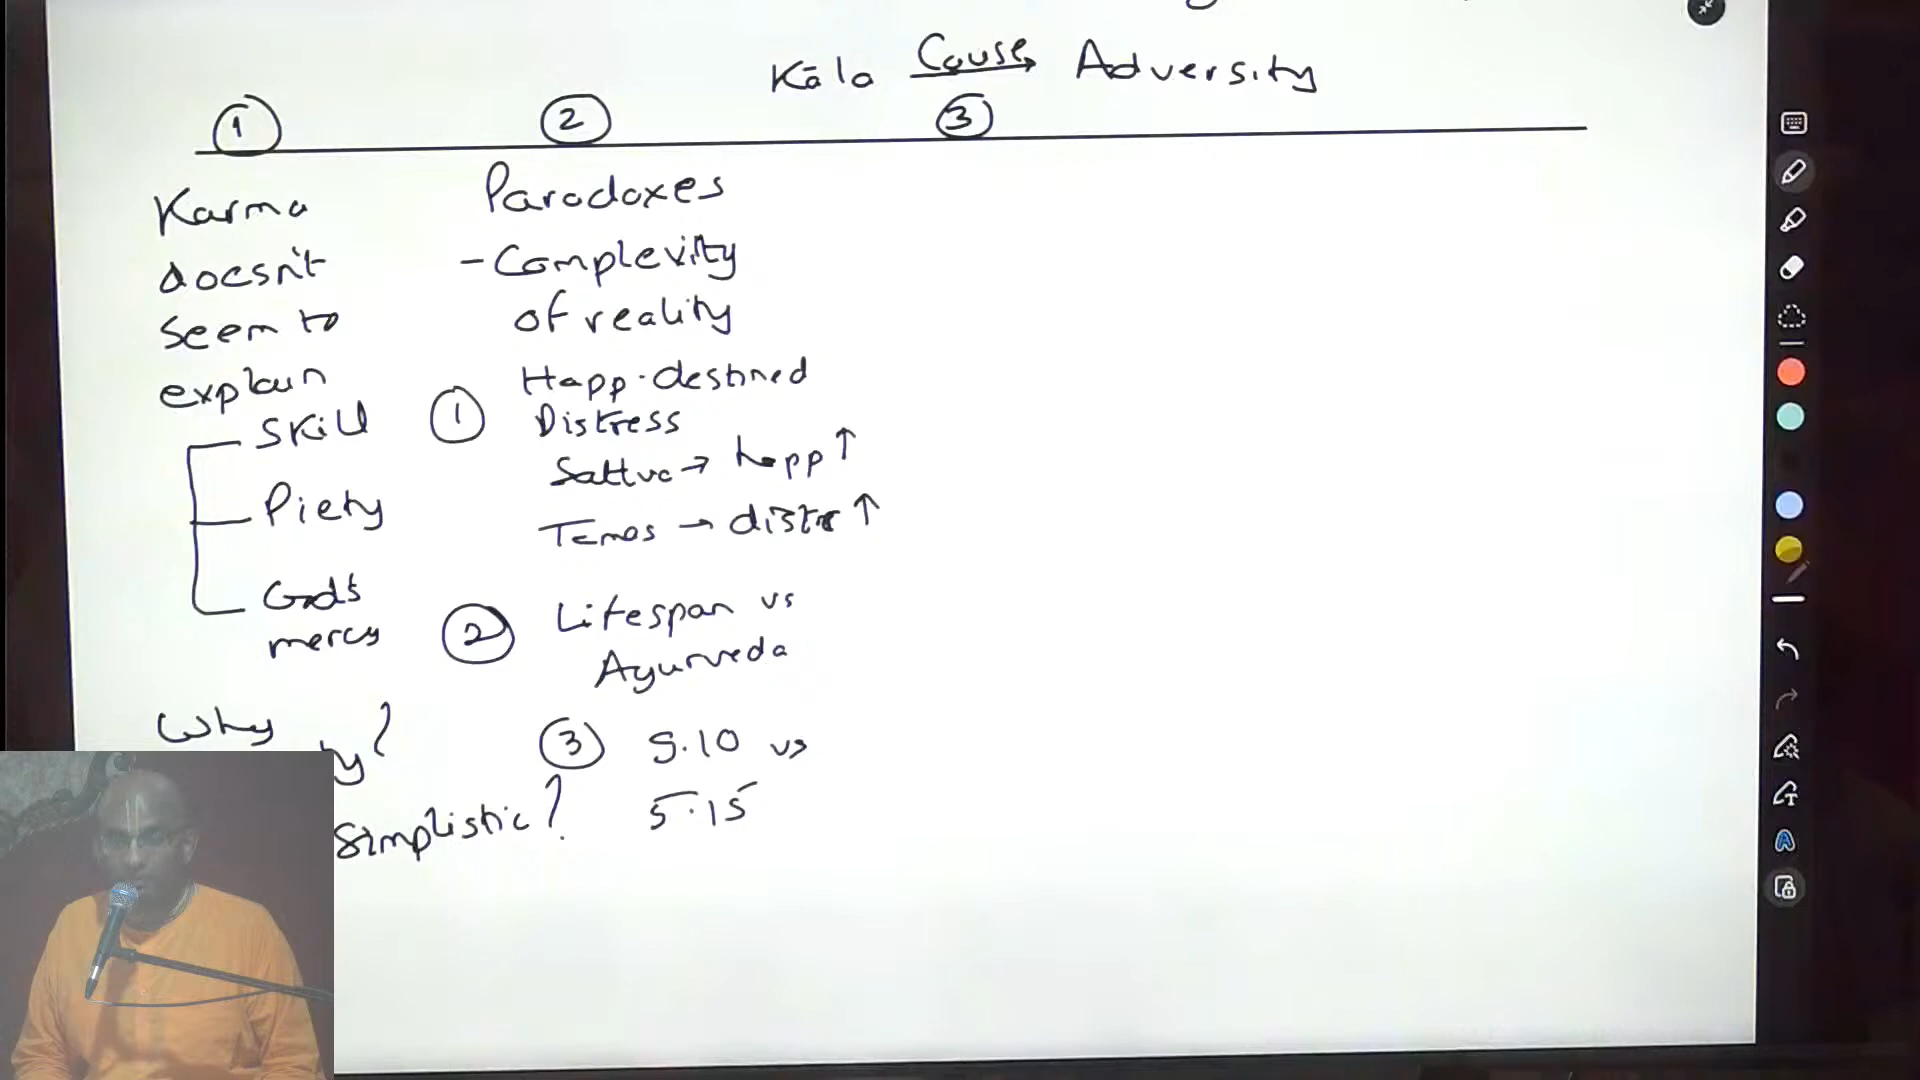 Kāla Cause Adversity
1 2 3
Karma
doesn't
seem to
explain
Skill
Piety
God's
mercy
Why
y?
Simplistic?
Paradoxes
- Complexity
of reality
1 Happ · destined
Distress
Sattva → happ ↑
Tamas → distr ↑
2 Lifespan vs
Ayurveda
3 5.10 vs
5.15